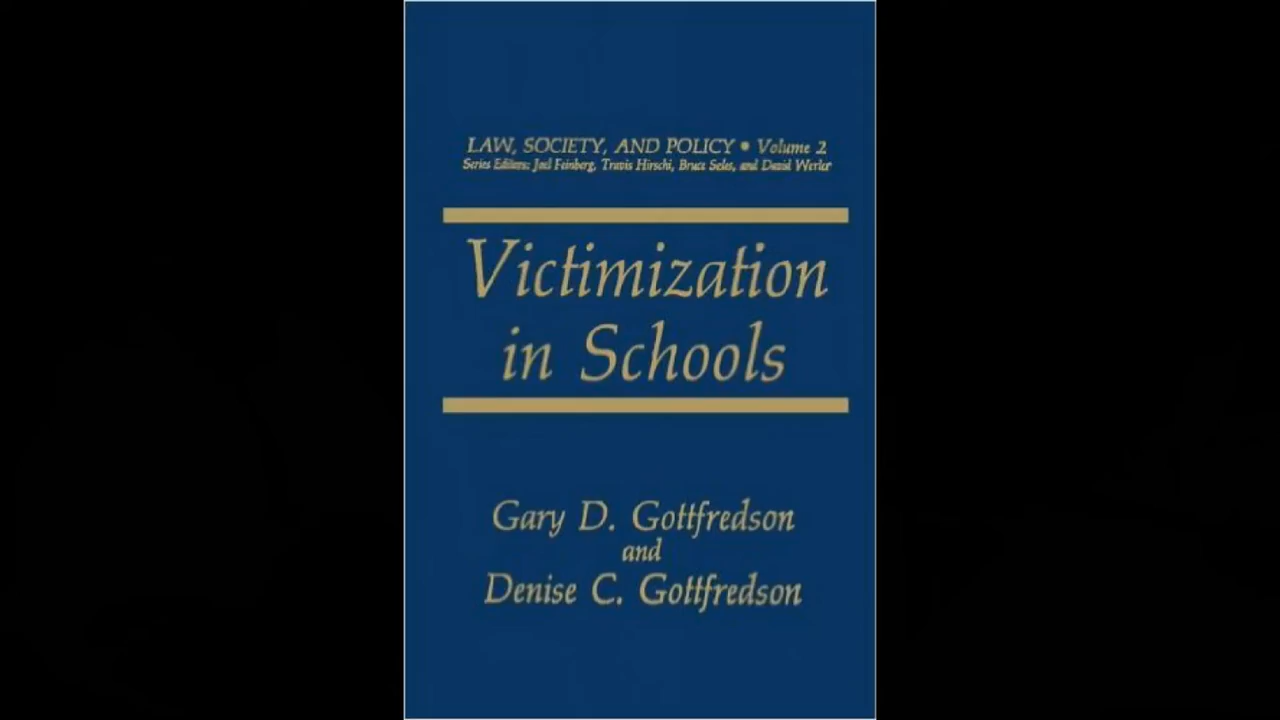 LAW, SOCIETY, AND POLICY • Volume 2
Series Editors: Joel Feinberg, Travis Hirschi, Bruce Sales, and David Wexler
Victimization
in Schools
Gary D. Gottfredson
and
Denise C. Gottfredson